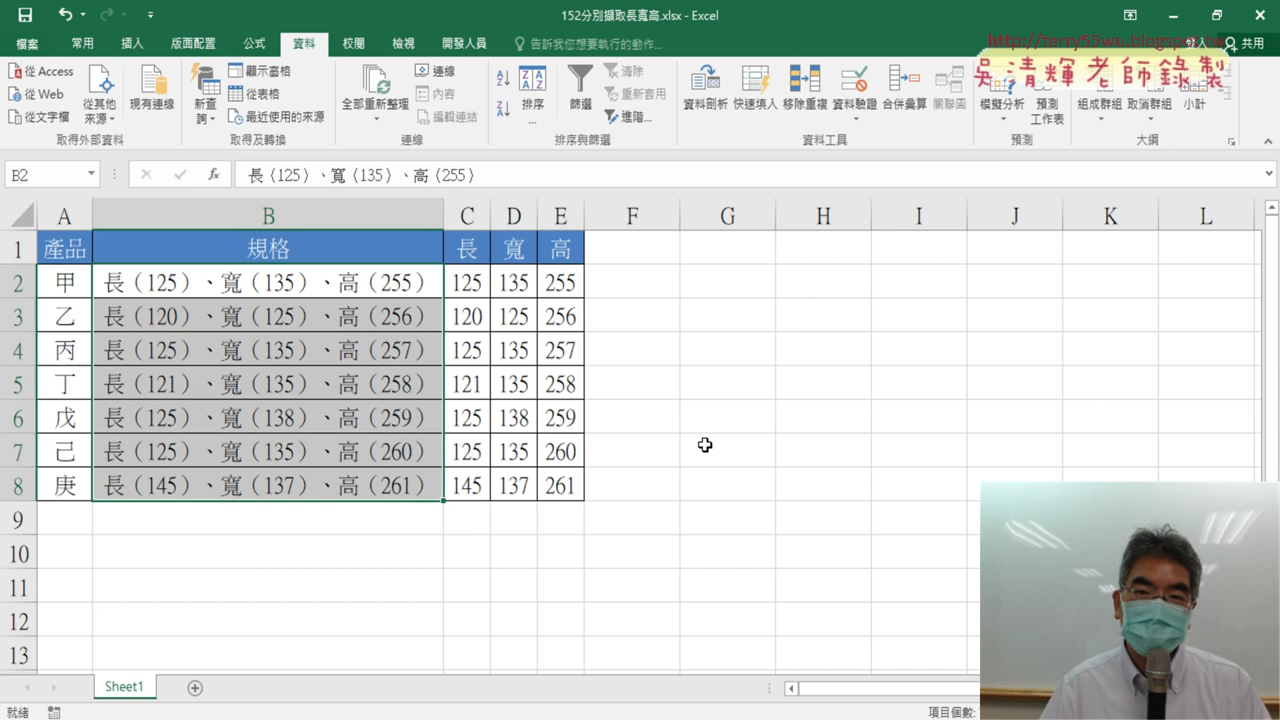 152分別擷取長寬高.xlsx - Excel
http://terry55wu.blogspot.tw
檔案 常用 插入 版面配置 公式 資料 校閱 檢視 開發人員 告訴我您想要執行的動作... 登入 共用
吳清輝老師錄製
從 Access
從 Web
從文字檔
從其他來源
現有連線
取得外部資料
新查詢
顯示查詢
從表格
最近使用的來源
取得及轉換
全部重新整理
連線
內容
編輯連結
連線
排序...
篩選
清除
重新套用
進階...
排序與篩選
資料剖析 快速填入 移除重複 資料驗證 合併彙算 關聯圖
資料工具
模擬分析 預測工作表
預測
組成群組 取消群組 小計
大綱
B2 fx 長（125）、寬（135）、高（255）
A B C D E F G H I J K L
1 產品 規格 長 寬 高
2 甲 長（125）、寬（135）、高（255） 125 135 255
3 乙 長（120）、寬（125）、高（256） 120 125 256
4 丙 長（125）、寬（135）、高（257） 125 135 257
5 丁 長（121）、寬（135）、高（258） 121 135 258
6 戊 長（125）、寬（138）、高（259） 125 138 259
7 己 長（125）、寬（135）、高（260） 125 135 260
8 庚 長（145）、寬（137）、高（261） 145 137 261
9
10
11
12
13
Sheet1
就緒 項目個數: